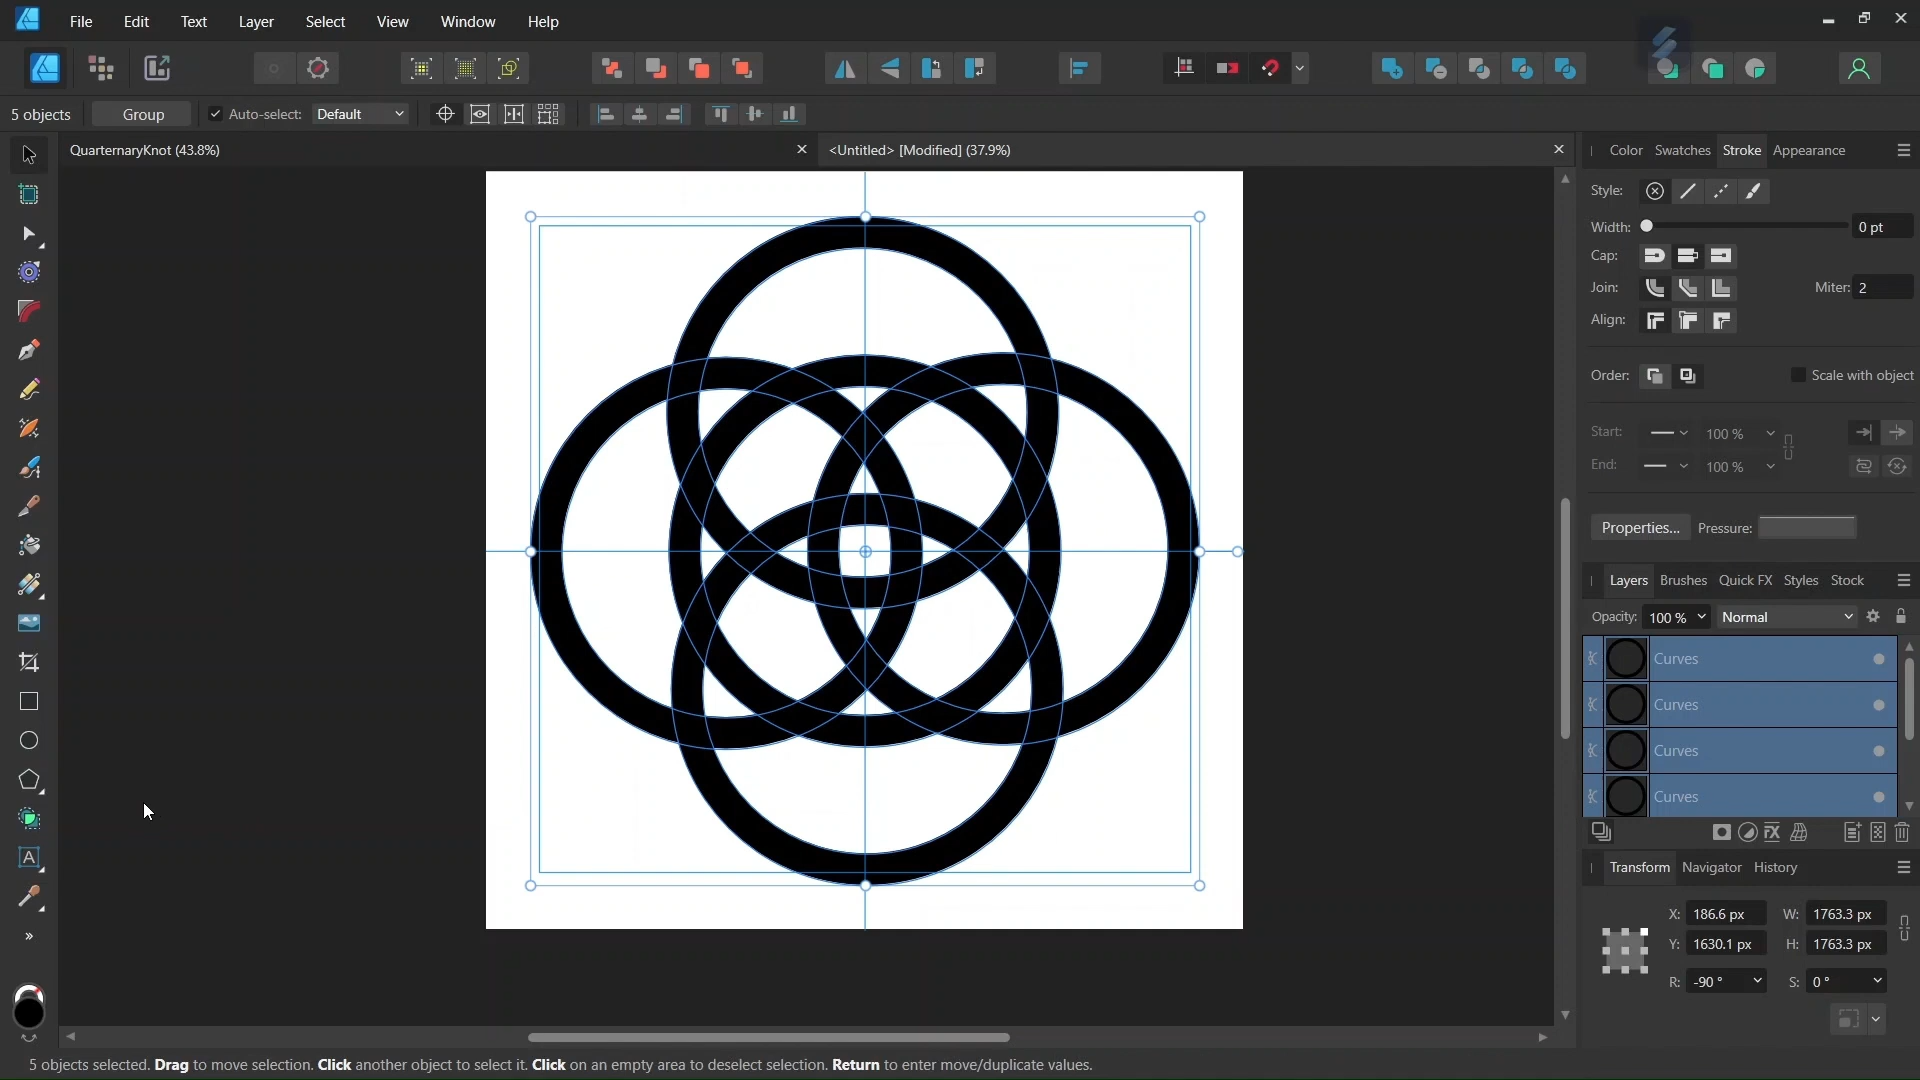 File Edit Text Layer Select View Window Help
5 objects Group Auto-select: Default
QuarternaryKnot (43.8%) <Untitled> [Modified] (37.9%)
Color Swatches Stroke Appearance
Style:
Width: 0 pt
Cap:
Join: Miter: 2
Align:
Order: Scale with object
Start: 100 %
End: 100 %
Properties... Pressure:
Layers Brushes Quick FX Styles Stock
Opacity: 100 % Normal
Curves
Curves
Curves
Curves
Transform Navigator History
X: 186.6 px W: 1763.3 px
Y: 1630.1 px H: 1763.3 px
R: -90 ° S: 0 °
5 objects selected. Drag to move selection. Click another object to select it. Click on an empty area to deselect selection. Return to enter move/duplicate values.